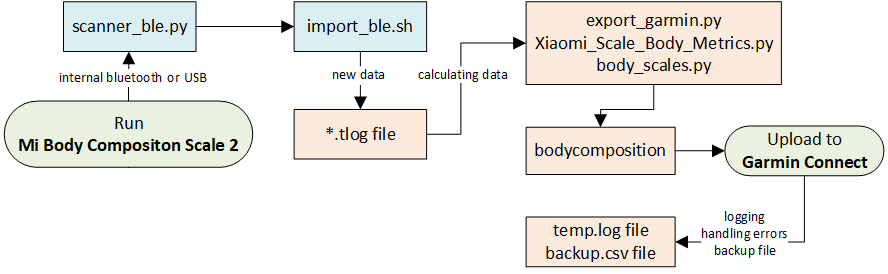 scanner_ble.py
import_ble.sh
export_garmin.py
Xiaomi_Scale_Body_Metrics.py
body_scales.py
internal bluetooth or USB
new data
calculating data
Run
Mi Body Compositon Scale 2
*.tlog file
bodycomposition
Upload to
Garmin Connect
logging
handling errors
backup file
temp.log file
backup.csv file